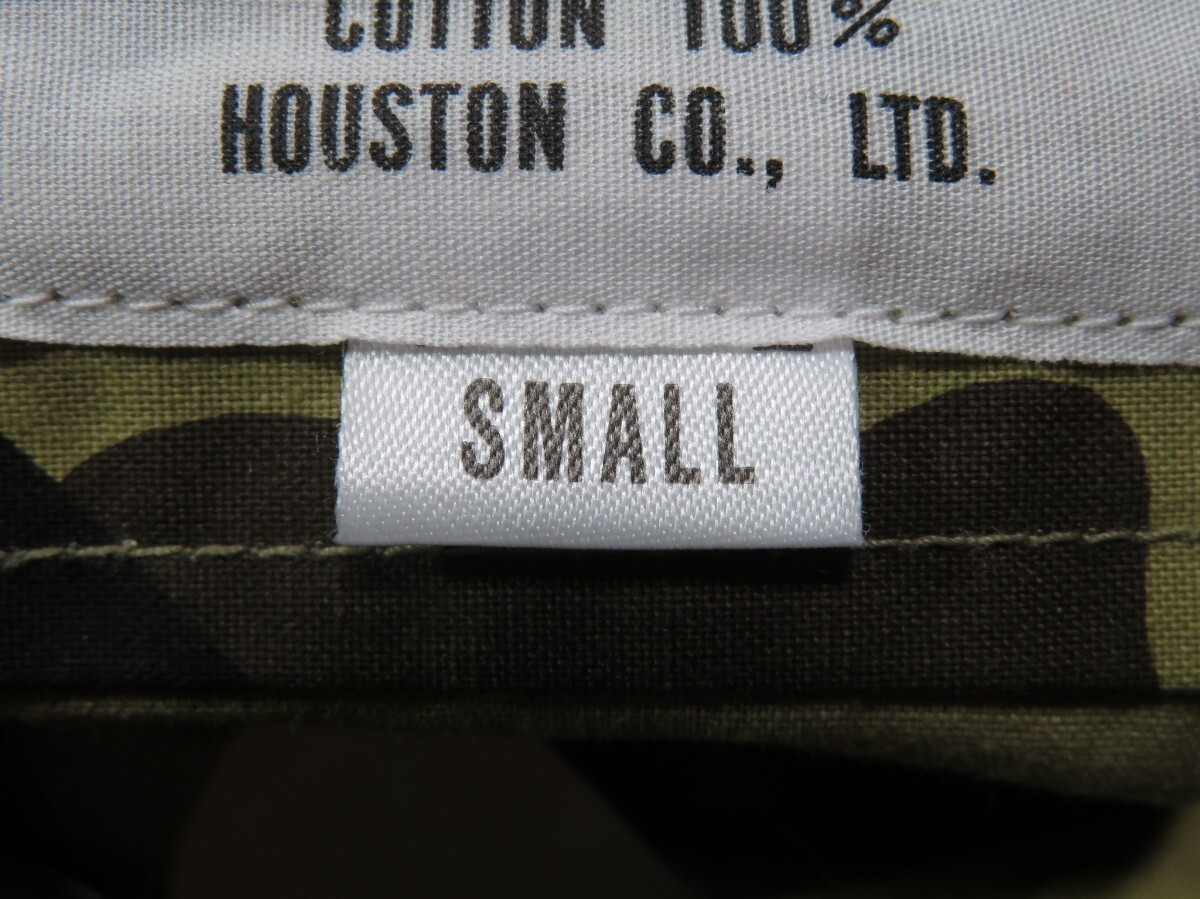 COTTON 100%
HOUSTON CO., LTD.
SMALL